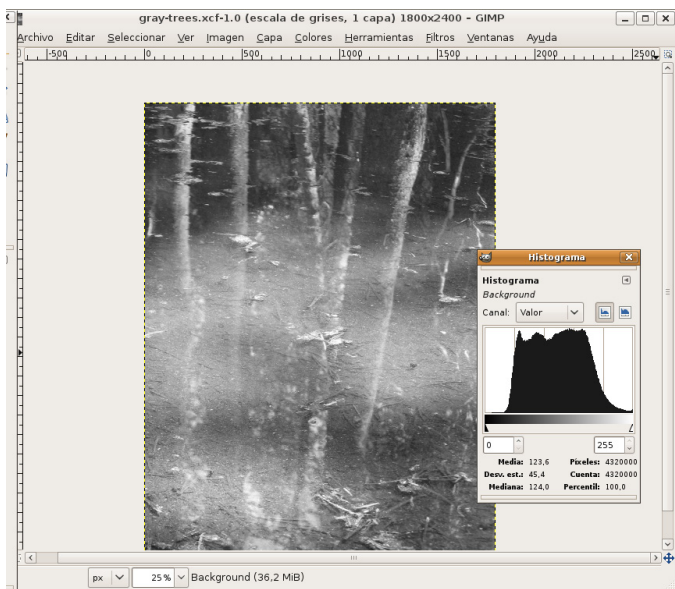 gray-trees.xcf-1.0 (escala de grises, 1 capa) 1800x2400 – GIMP
Archivo Editar Seleccionar Ver Imagen Capa Colores Herramientas Filtros Ventanas Ayuda
-500 0 500 1000 1500 2000 2500
Histograma
Histograma
Background
Canal: Valor
0 255
Media: 123,6 Píxeles: 4320000
Desv. est.: 45,4 Cuenta: 4320000
Mediana: 124,0 Percentil: 100,0
px 25% Background (36,2 MiB)